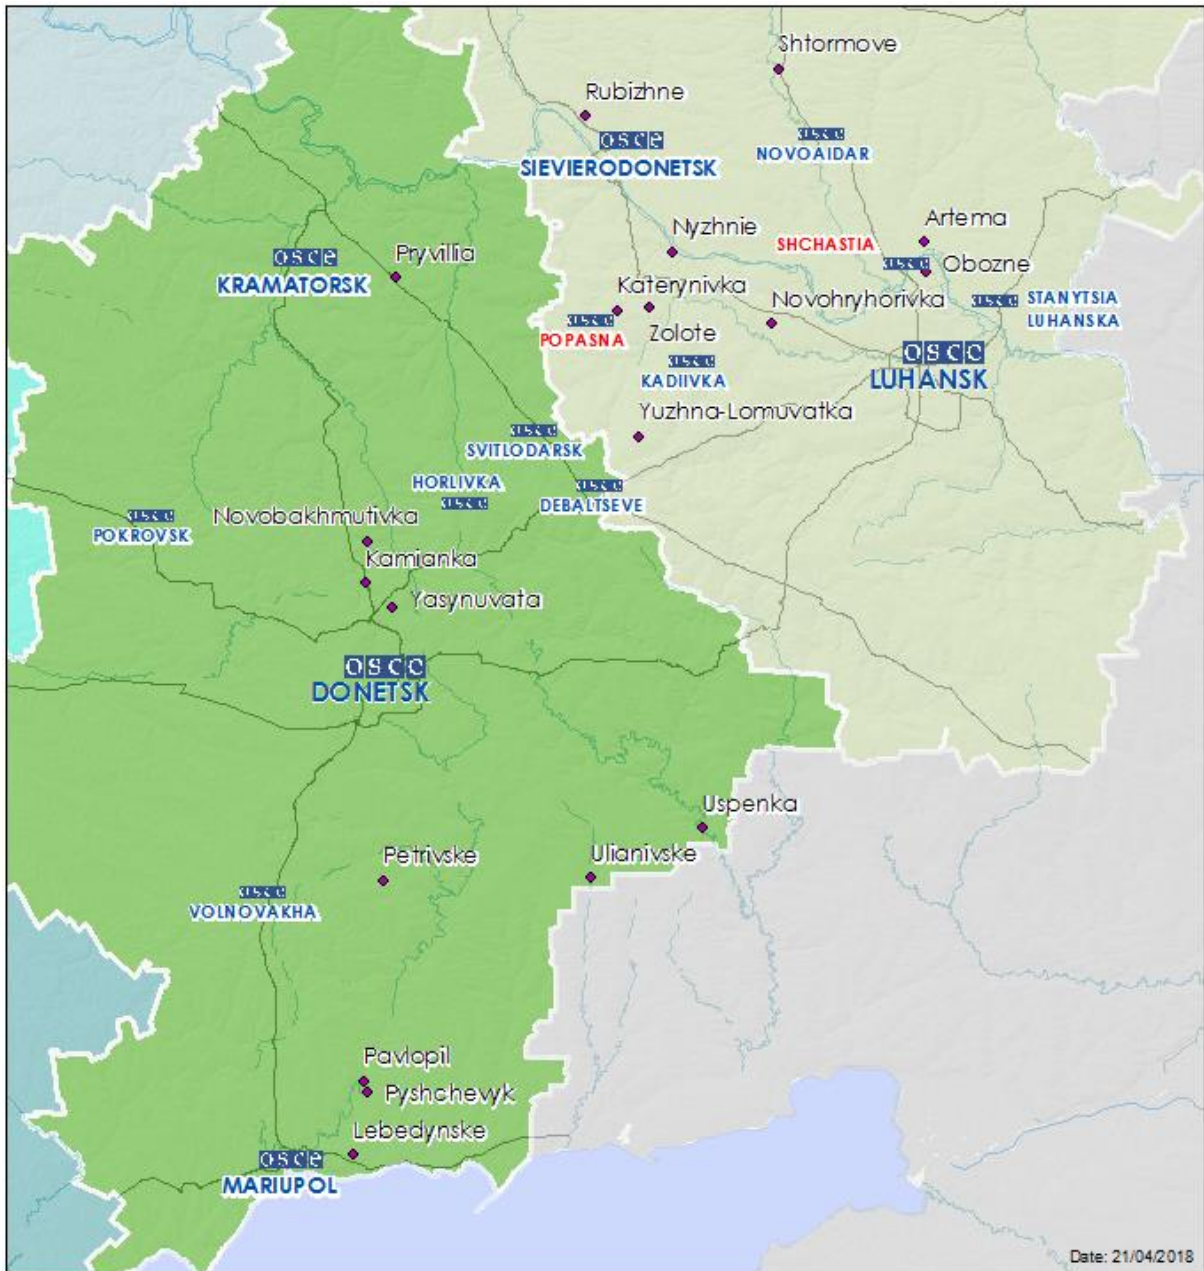 Shtormove
Rubizhne
osce
SIEVIERODONETSK
osce
NOVOAIDAR
Artema
Nyzhnie
SHCHASTIA
osce
Obozne
osce
KRAMATORSK
Pryvillia
Katerynivka
Novohryhorivka
osce
STANYTSIA
LUHANSKA
osce
POPASNA
Zolote
osce
KADIIVKA
osce
LUHANSK
Yuzhna-Lomuvatka
osce
SVITLODARSK
HORLIVKA
osce
osce
DEBALTSEVE
osce
POKROVSK
Novobakhmutivka
Kamianka
Yasynuvata
osce
DONETSK
Uspenka
Petrivske
Ulianivske
osce
VOLNOVAKHA
Pavlopil
Pyshchevyk
Lebedynske
osce
MARIUPOL
Date: 21/04/2018